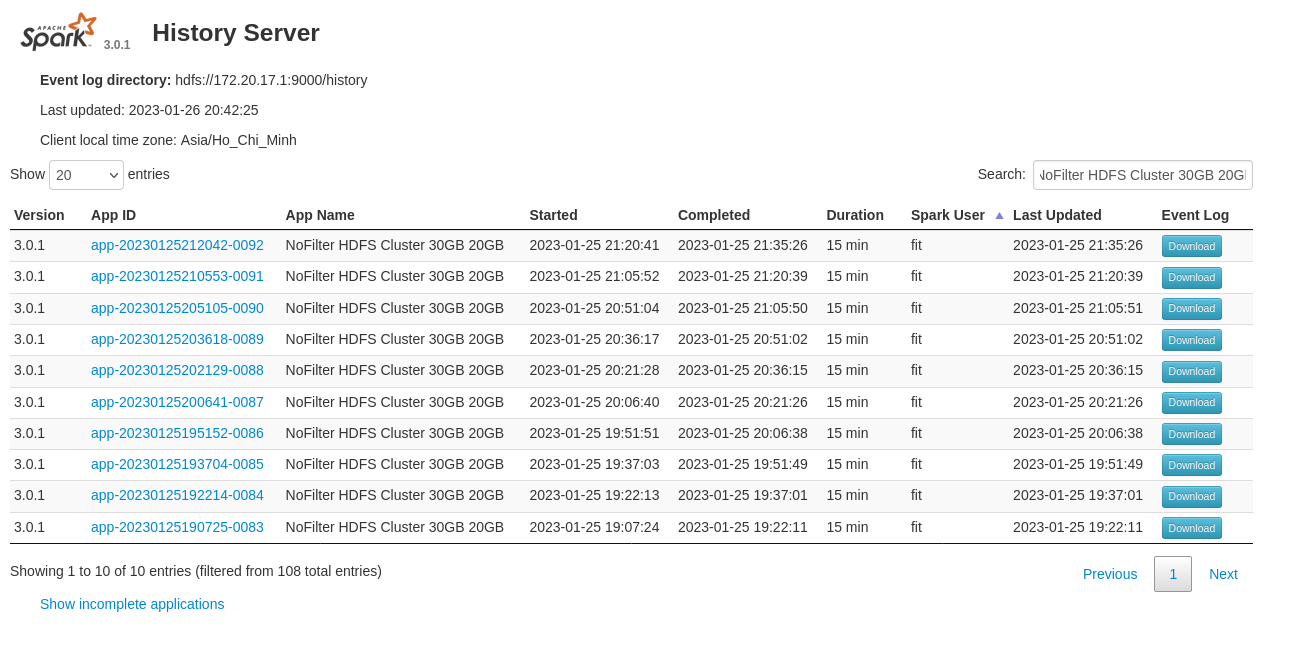 APACHE Spark 3.0.1 History Server
Event log directory: hdfs://172.20.17.1:9000/history
Last updated: 2023-01-26 20:42:25
Client local time zone: Asia/Ho_Chi_Minh
Show 20 entries Search: NoFilter HDFS Cluster 30GB 20G
Version App ID App Name Started Completed Duration Spark User Last Updated Event Log
3.0.1 app-20230125212042-0092 NoFilter HDFS Cluster 30GB 20GB 2023-01-25 21:20:41 2023-01-25 21:35:26 15 min fit 2023-01-25 21:35:26 Download
3.0.1 app-20230125210553-0091 NoFilter HDFS Cluster 30GB 20GB 2023-01-25 21:05:52 2023-01-25 21:20:39 15 min fit 2023-01-25 21:20:39 Download
3.0.1 app-20230125205105-0090 NoFilter HDFS Cluster 30GB 20GB 2023-01-25 20:51:04 2023-01-25 21:05:50 15 min fit 2023-01-25 21:05:51 Download
3.0.1 app-20230125203618-0089 NoFilter HDFS Cluster 30GB 20GB 2023-01-25 20:36:17 2023-01-25 20:51:02 15 min fit 2023-01-25 20:51:02 Download
3.0.1 app-20230125202129-0088 NoFilter HDFS Cluster 30GB 20GB 2023-01-25 20:21:28 2023-01-25 20:36:15 15 min fit 2023-01-25 20:36:15 Download
3.0.1 app-20230125200641-0087 NoFilter HDFS Cluster 30GB 20GB 2023-01-25 20:06:40 2023-01-25 20:21:26 15 min fit 2023-01-25 20:21:26 Download
3.0.1 app-20230125195152-0086 NoFilter HDFS Cluster 30GB 20GB 2023-01-25 19:51:51 2023-01-25 20:06:38 15 min fit 2023-01-25 20:06:38 Download
3.0.1 app-20230125193704-0085 NoFilter HDFS Cluster 30GB 20GB 2023-01-25 19:37:03 2023-01-25 19:51:49 15 min fit 2023-01-25 19:51:49 Download
3.0.1 app-20230125192214-0084 NoFilter HDFS Cluster 30GB 20GB 2023-01-25 19:22:13 2023-01-25 19:37:01 15 min fit 2023-01-25 19:37:01 Download
3.0.1 app-20230125190725-0083 NoFilter HDFS Cluster 30GB 20GB 2023-01-25 19:07:24 2023-01-25 19:22:11 15 min fit 2023-01-25 19:22:11 Download
Showing 1 to 10 of 10 entries (filtered from 108 total entries) Previous 1 Next
Show incomplete applications